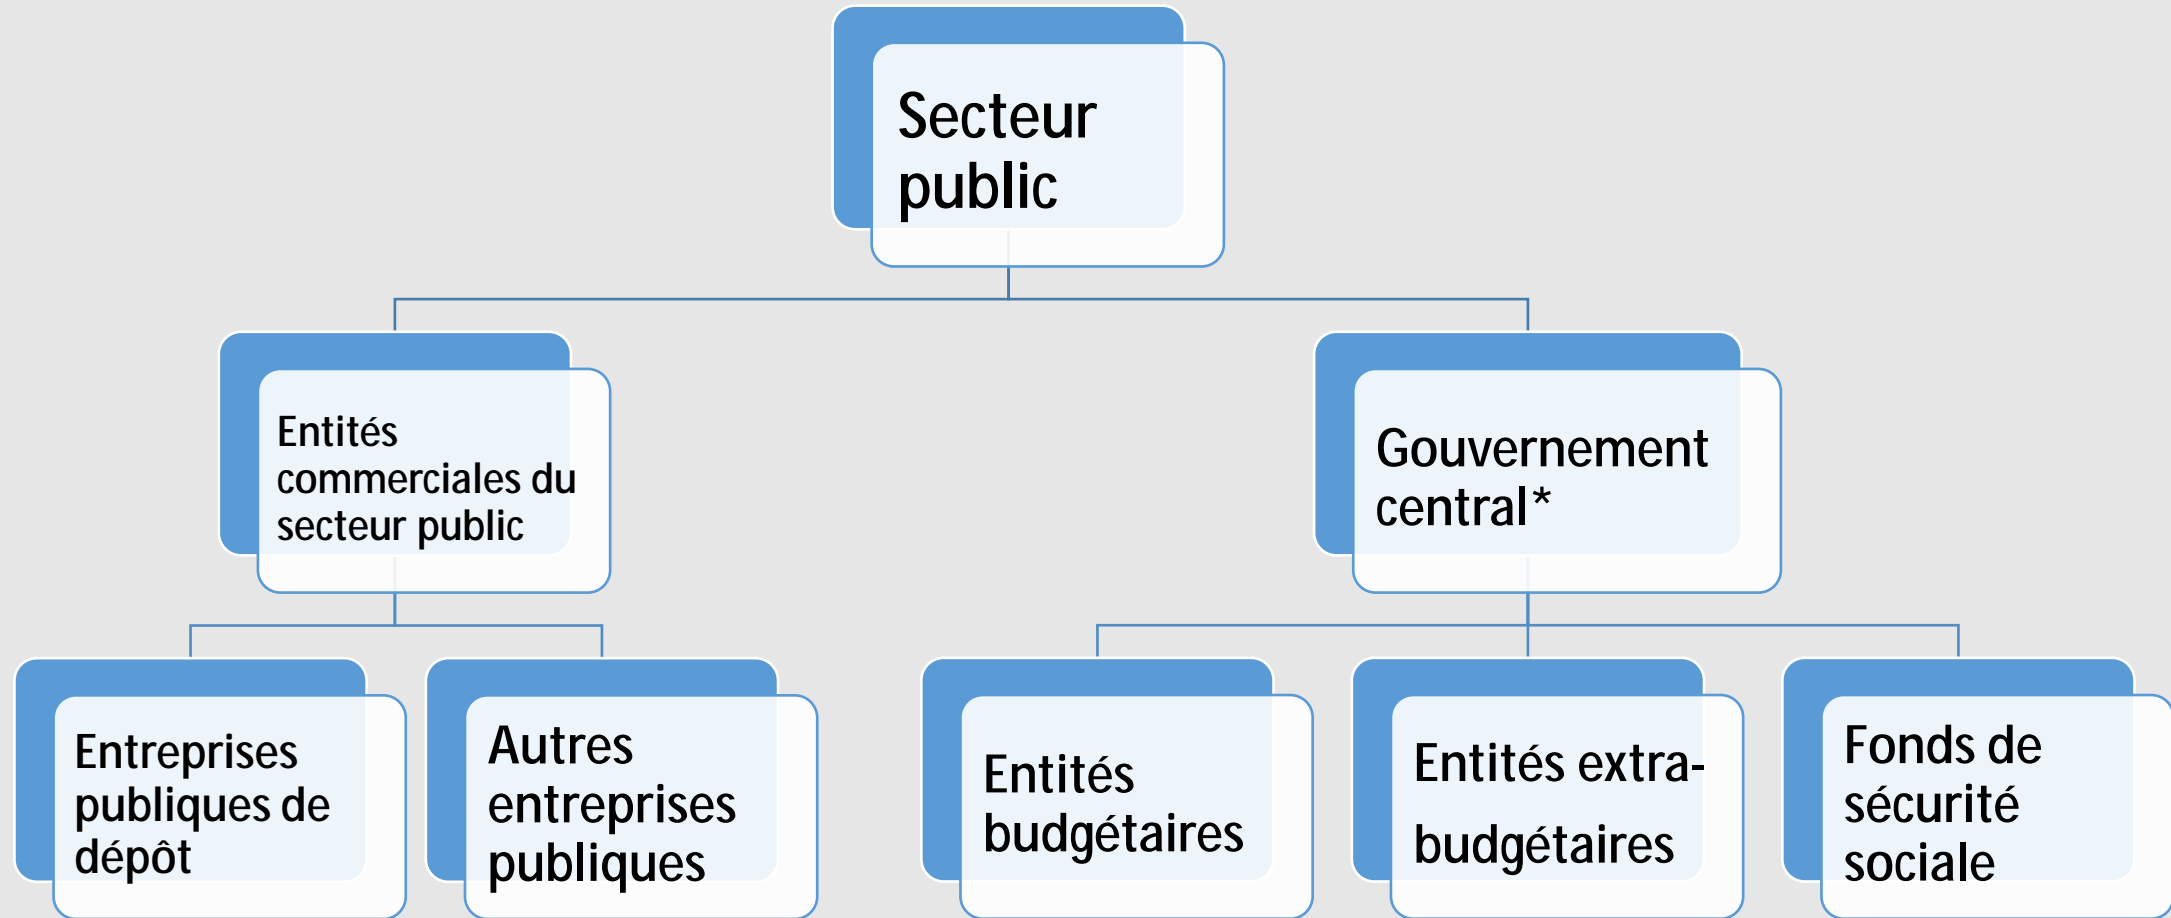 Secteur
public
Entités
commerciales du
secteur public
Gouvernement
central*
Entreprises
publiques de
dépôt
Autres
entreprises
publiques
Entités
budgétaires
Entités extra-
budgétaires
Fonds de
sécurité
sociale